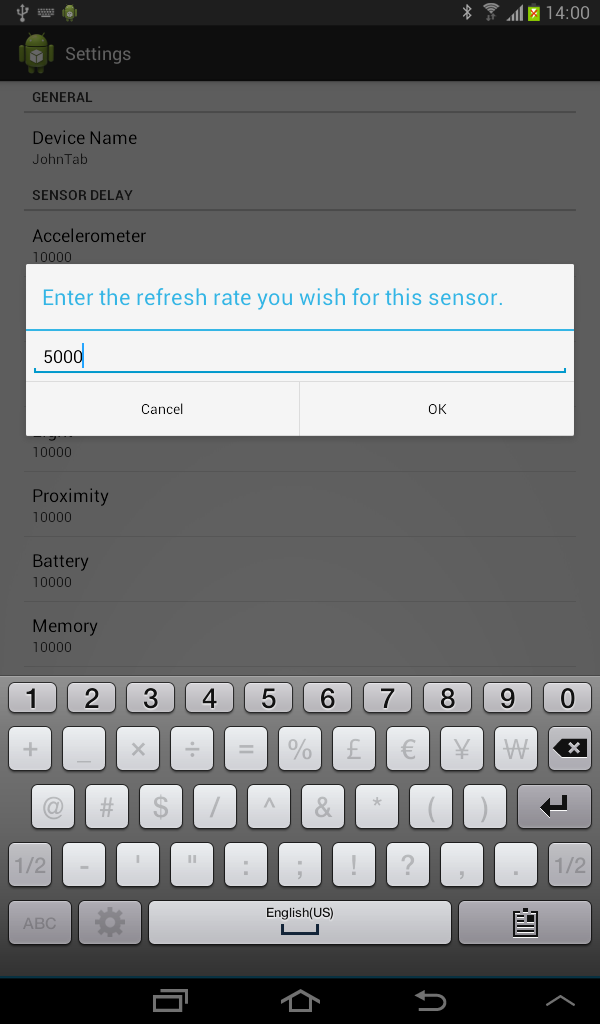 14:00
Settings
GENERAL
Device Name
JohnTab
SENSOR DELAY
Accelerometer
10000
Enter the refresh rate you wish for this sensor.
5000
Cancel OK
10000
Proximity
10000
Battery
10000
Memory
10000
1 2 3 4 5 6 7 8 9 0
+ _ × ÷ = % £ € ¥ ₩
@ # $ / ^ & * ( )
1/2 - ' " : ; ! ? , . 1/2
ABC English(US)